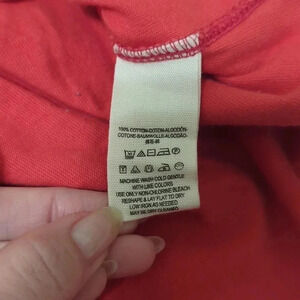 100% COTTON-COTON-ALGODÓN
COTONE-BAUMWOLLE-ALGODÃO
MACHINE WASH COLD GENTLE
WITH LIKE COLORS
USE ONLY NON-CHLORINE BLEACH
RESHAPE & LAY FLAT TO DRY
LOW IRON AS NEEDED
MAY BE DRY CLEANED